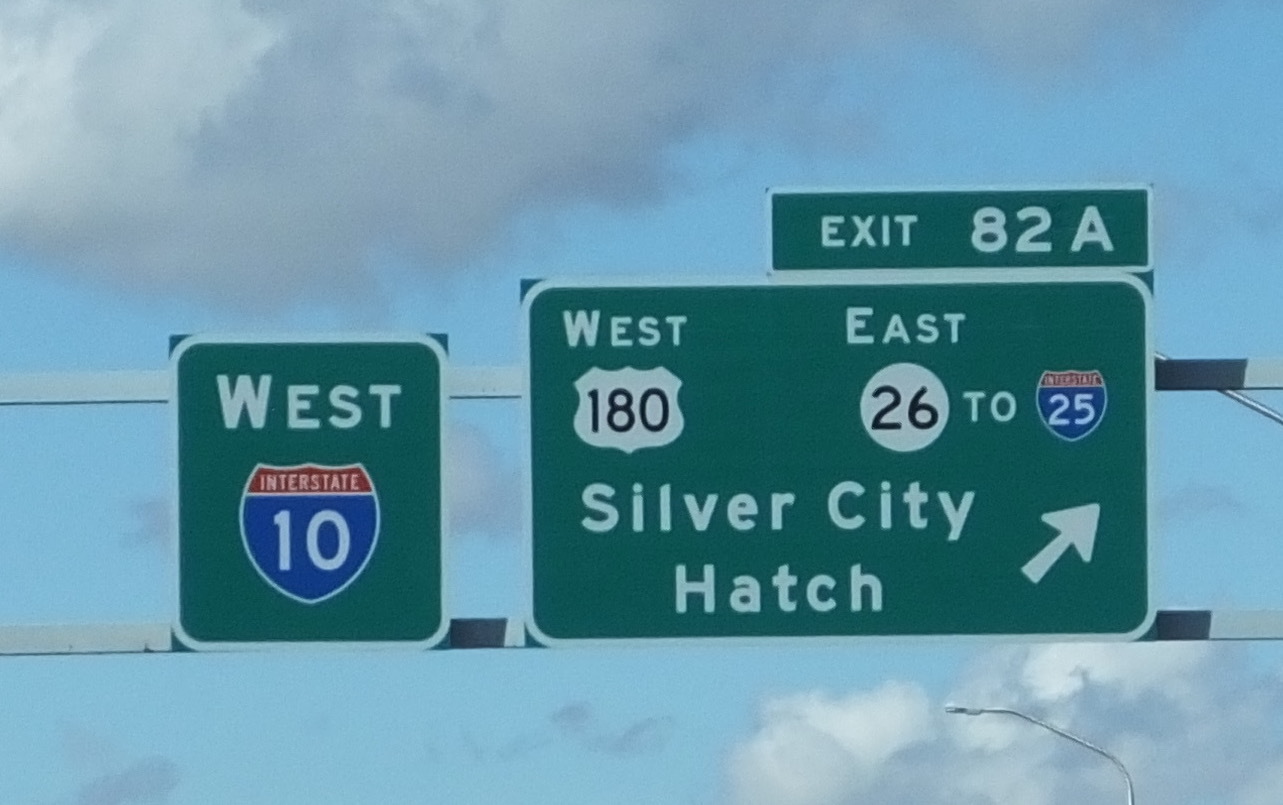 WEST
INTERSTATE
10
EXIT 82 A
WEST EAST
180 26 TO INTERSTATE 25
Silver City
Hatch